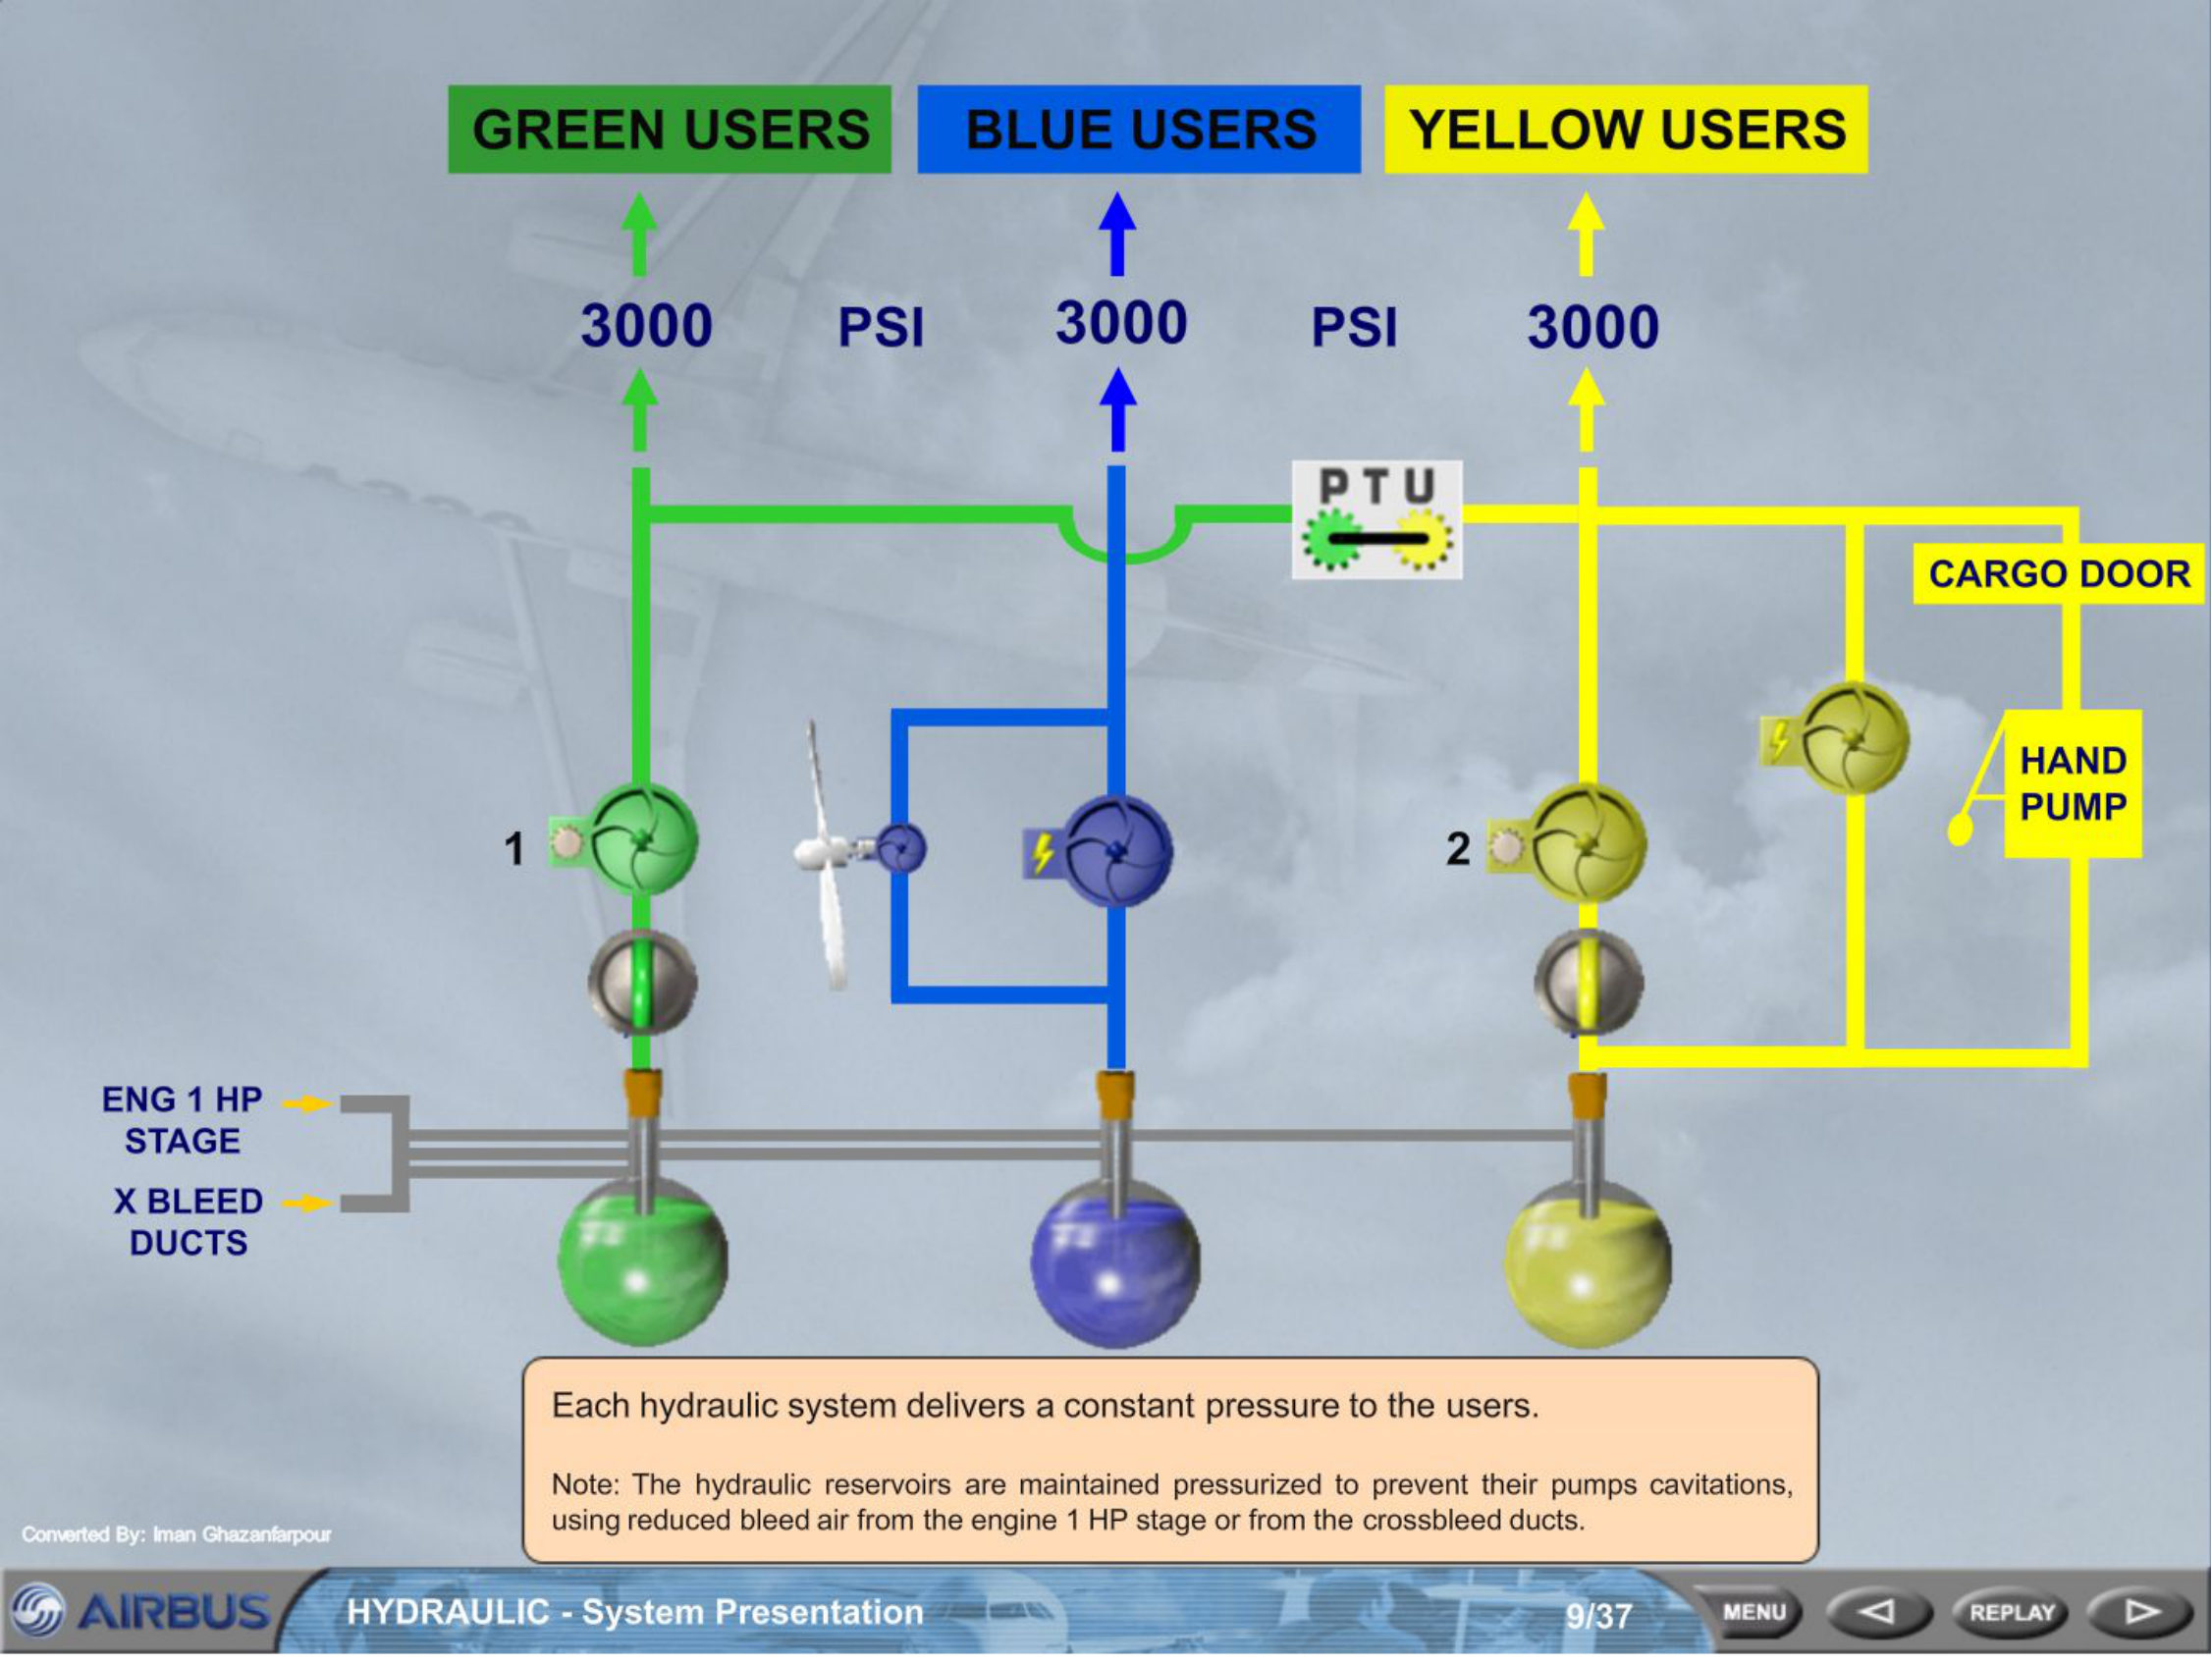 GREEN USERS
BLUE USERS
YELLOW USERS
3000 PSI 3000 PSI 3000
PTU
CARGO DOOR
HAND
PUMP
1
2
ENG 1 HP
STAGE
X BLEED
DUCTS
Each hydraulic system delivers a constant pressure to the users.
Note: The hydraulic reservoirs are maintained pressurized to prevent their pumps cavitations,
using reduced bleed air from the engine 1 HP stage or from the crossbleed ducts.
Converted By: Iman Ghazanfarpour
AIRBUS
HYDRAULIC - System Presentation
9/37
MENU
REPLAY